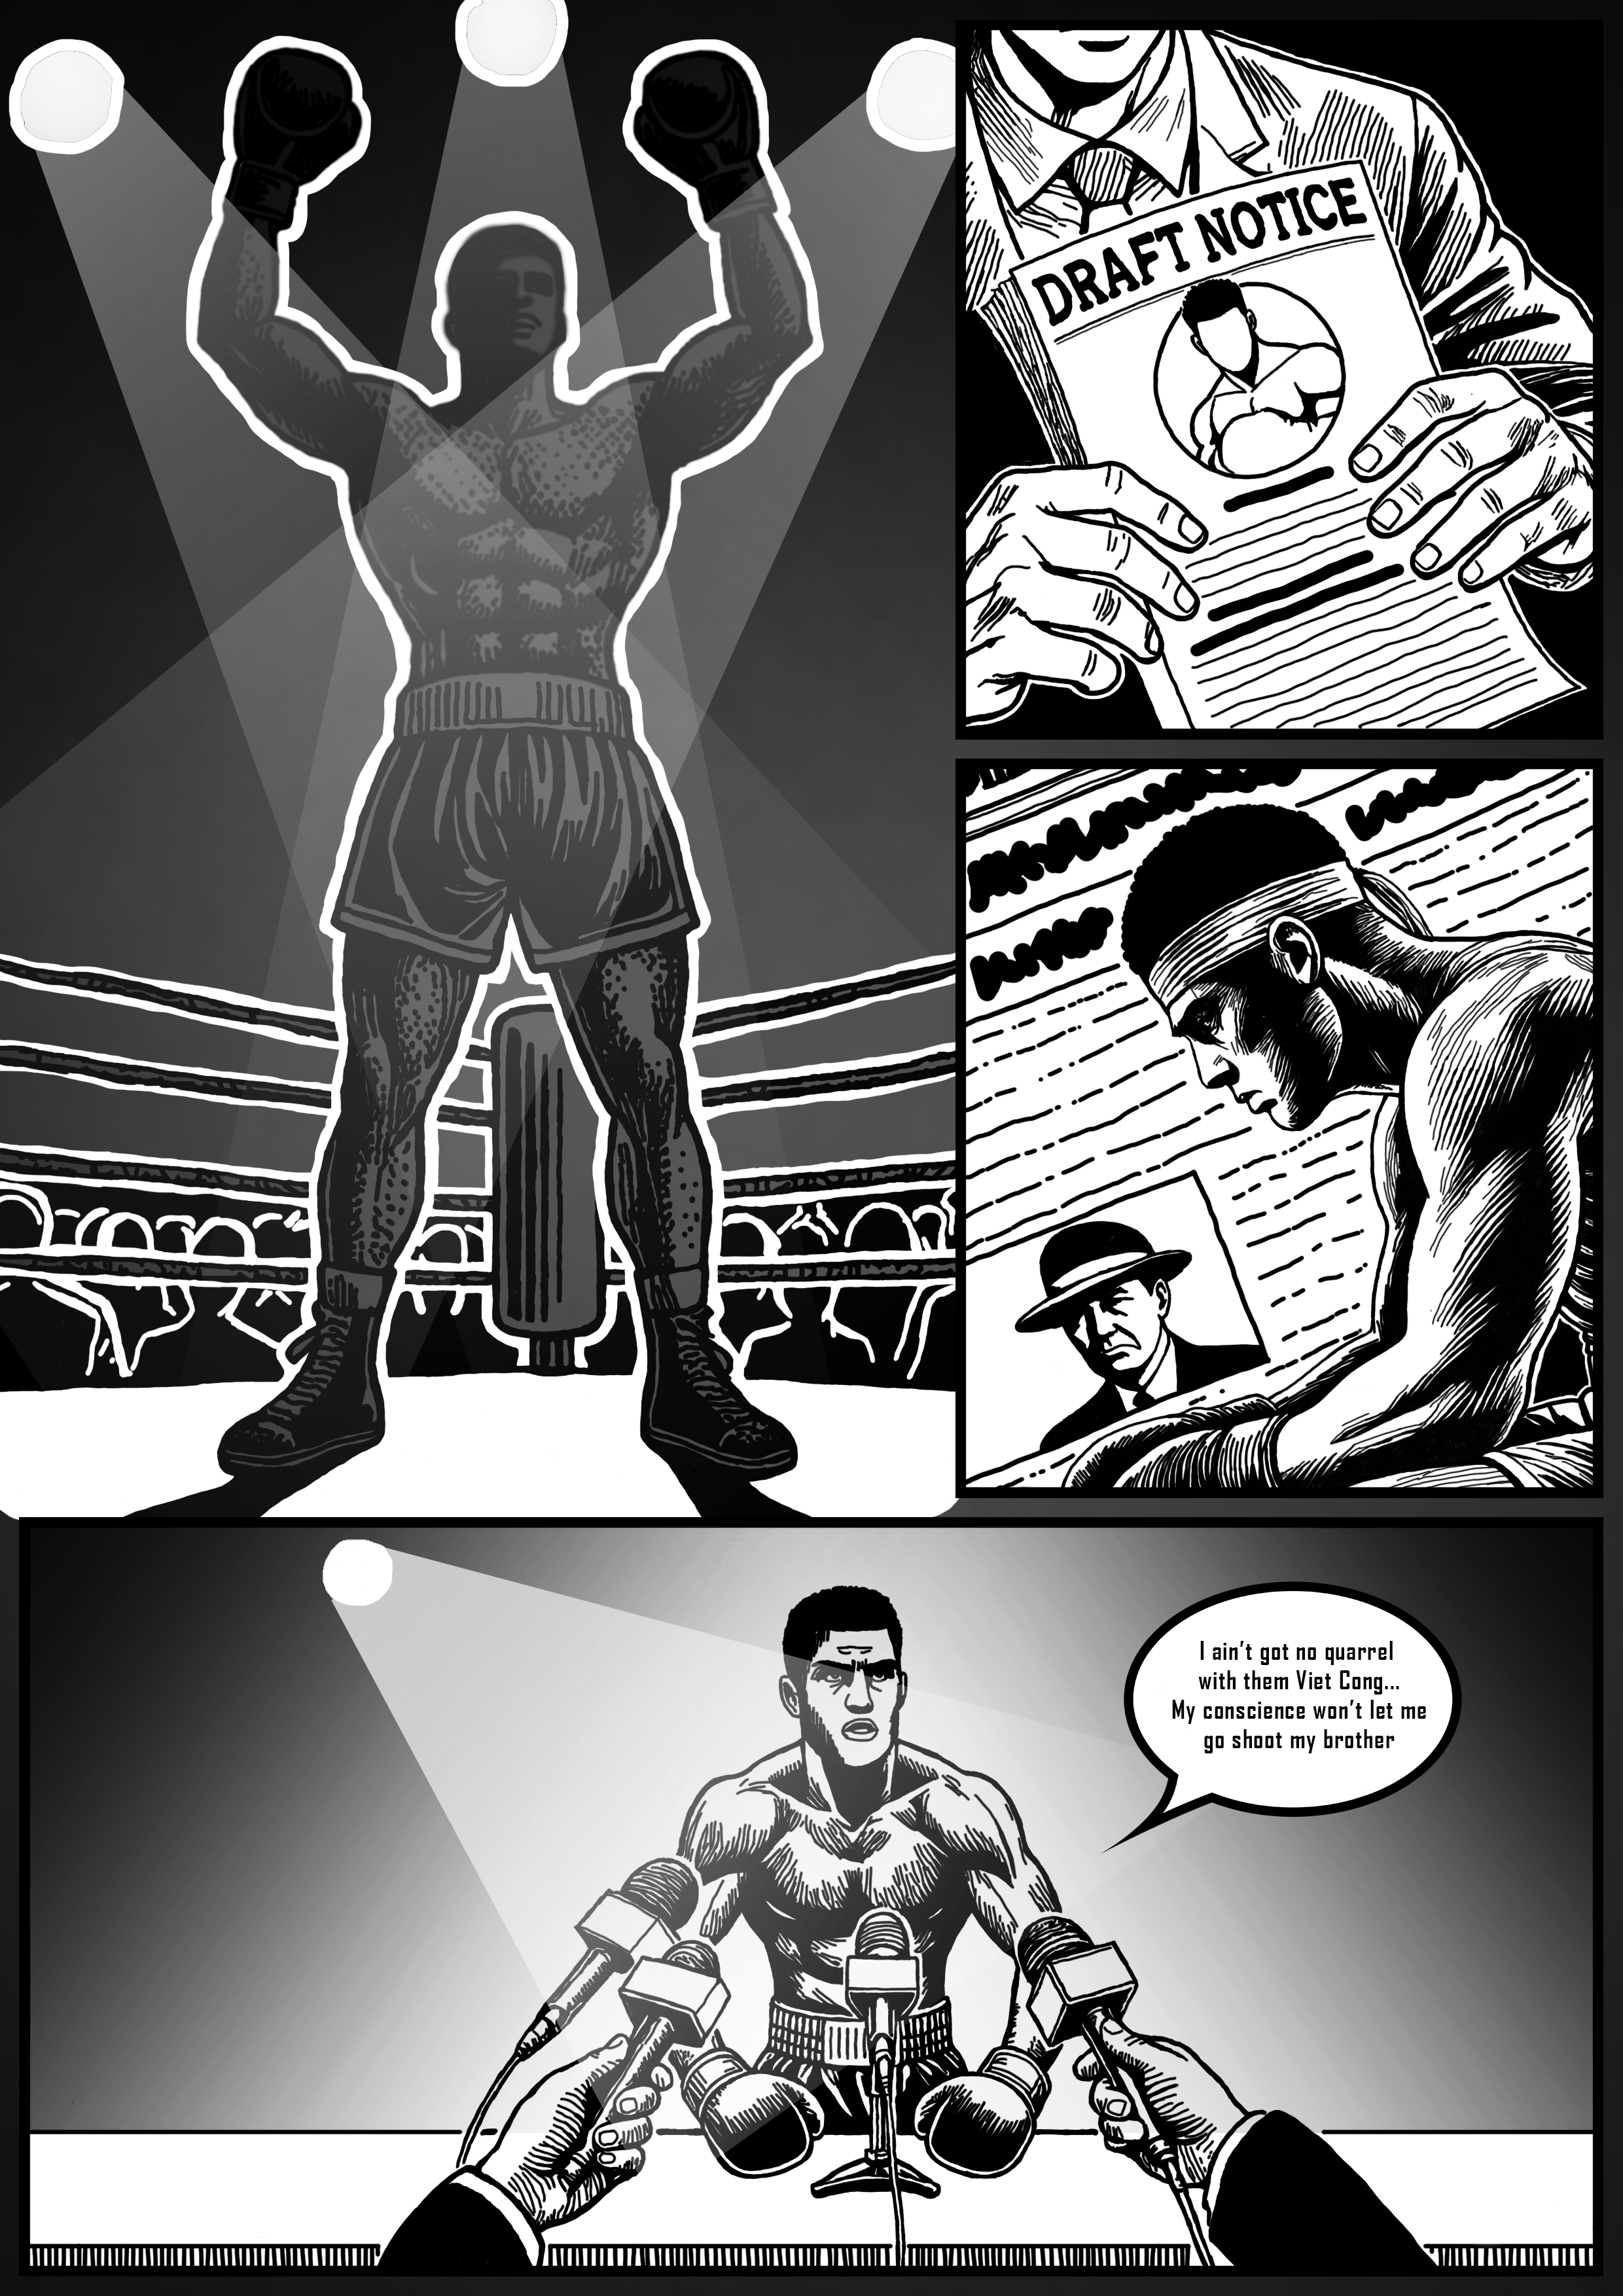 DRAFT NOTICE
I ain't got no quarrel
with them Viet Cong...
My conscience won't let me
go shoot my brother